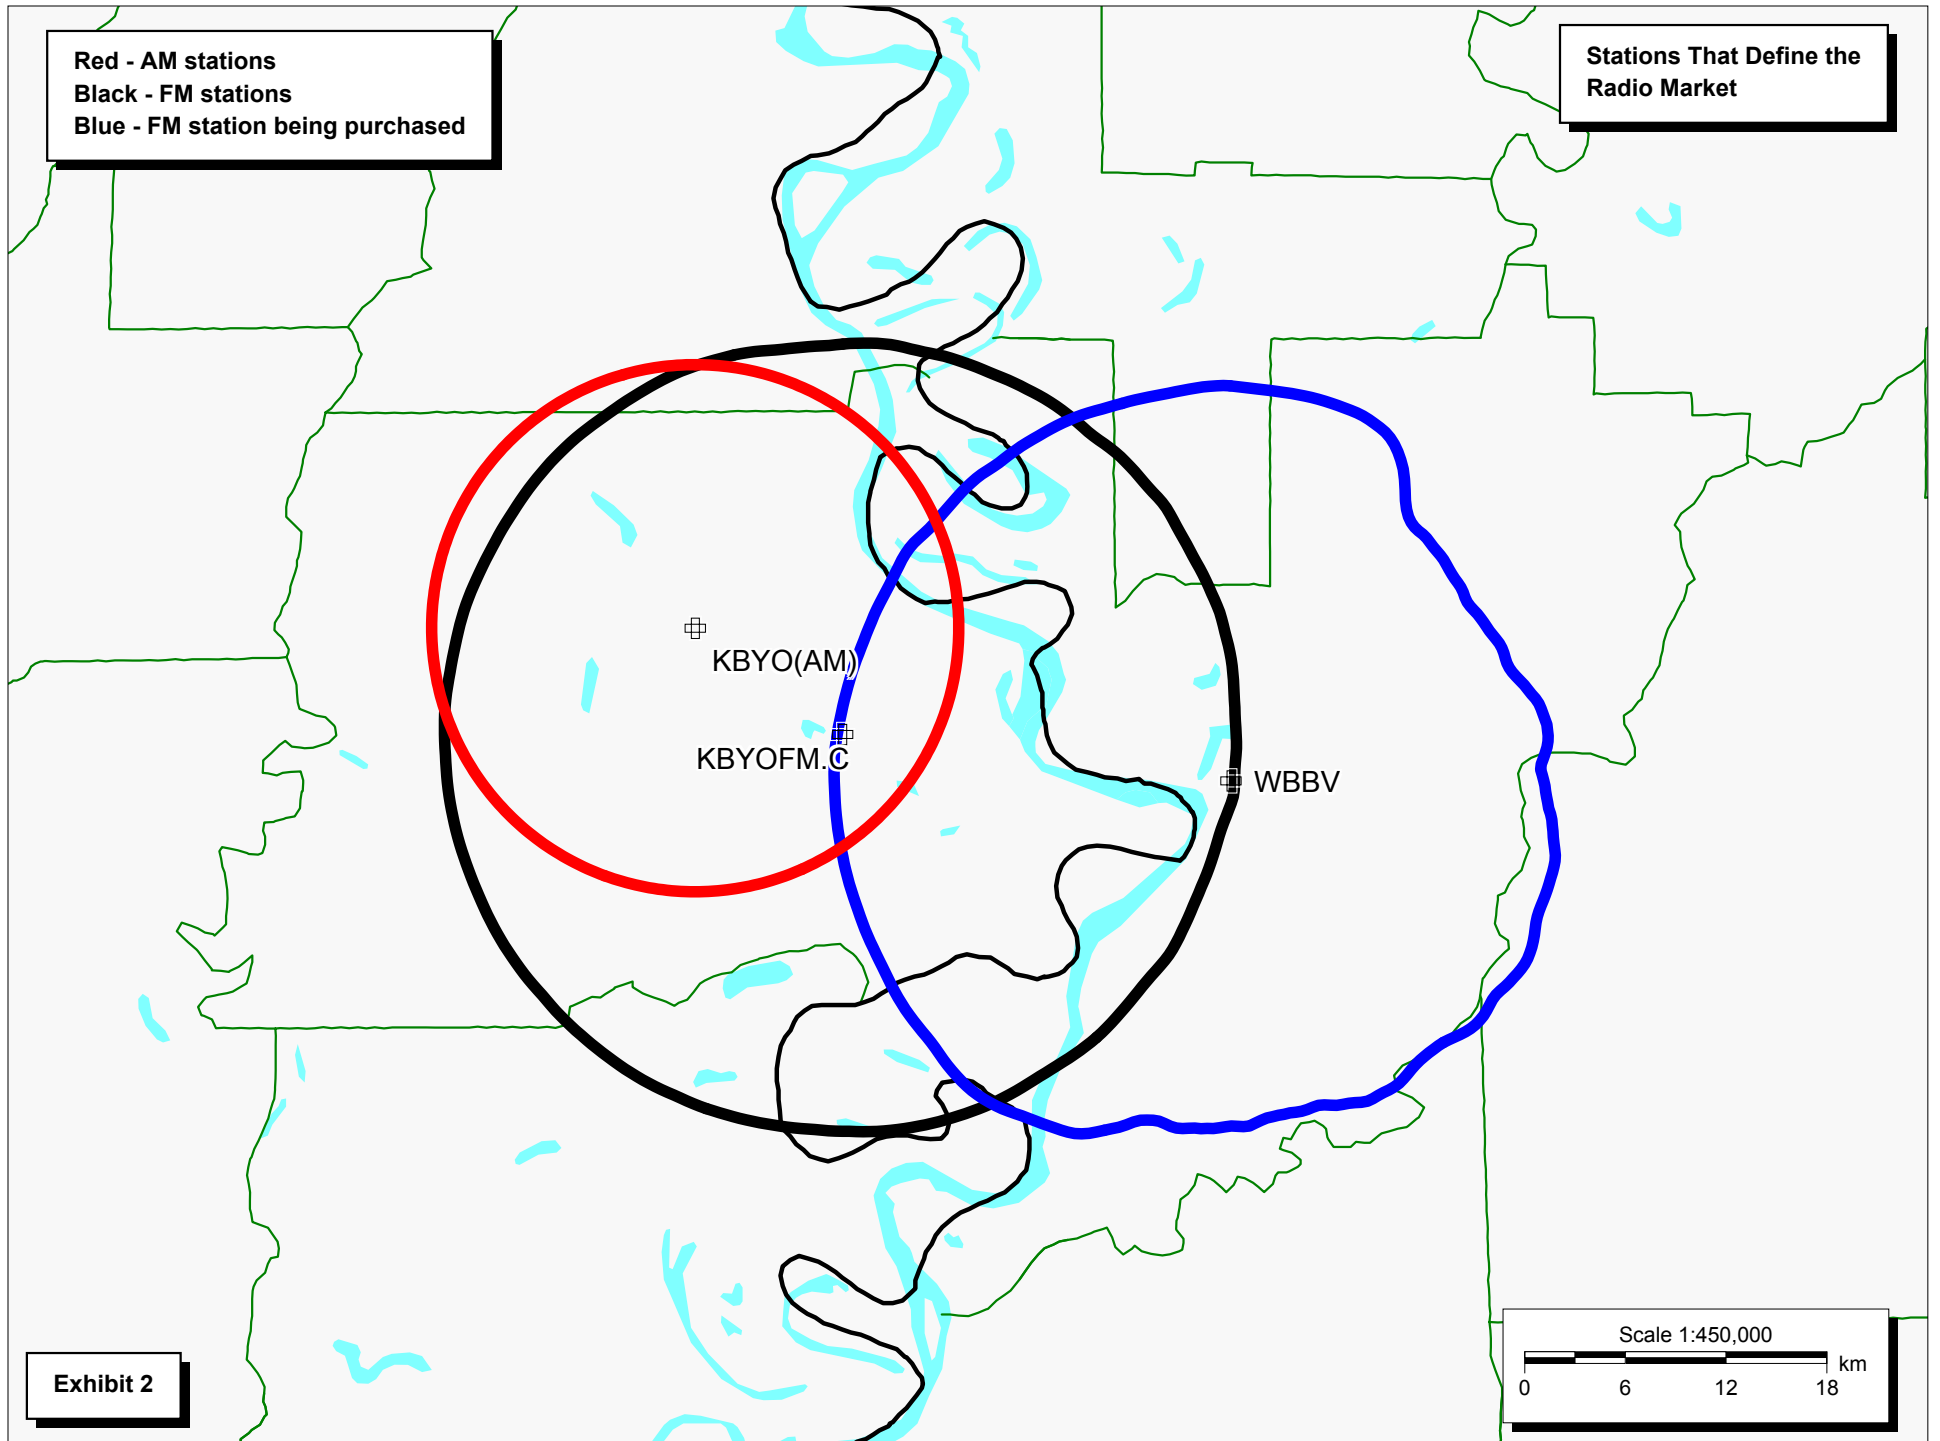 Red - AM stations
Black - FM stations
Blue - FM station being purchased
Stations That Define the
Radio Market
KBYO(AM)
KBYOFM.C
WBBV
Scale 1:450,000
km
0 6 12 18
Exhibit 2